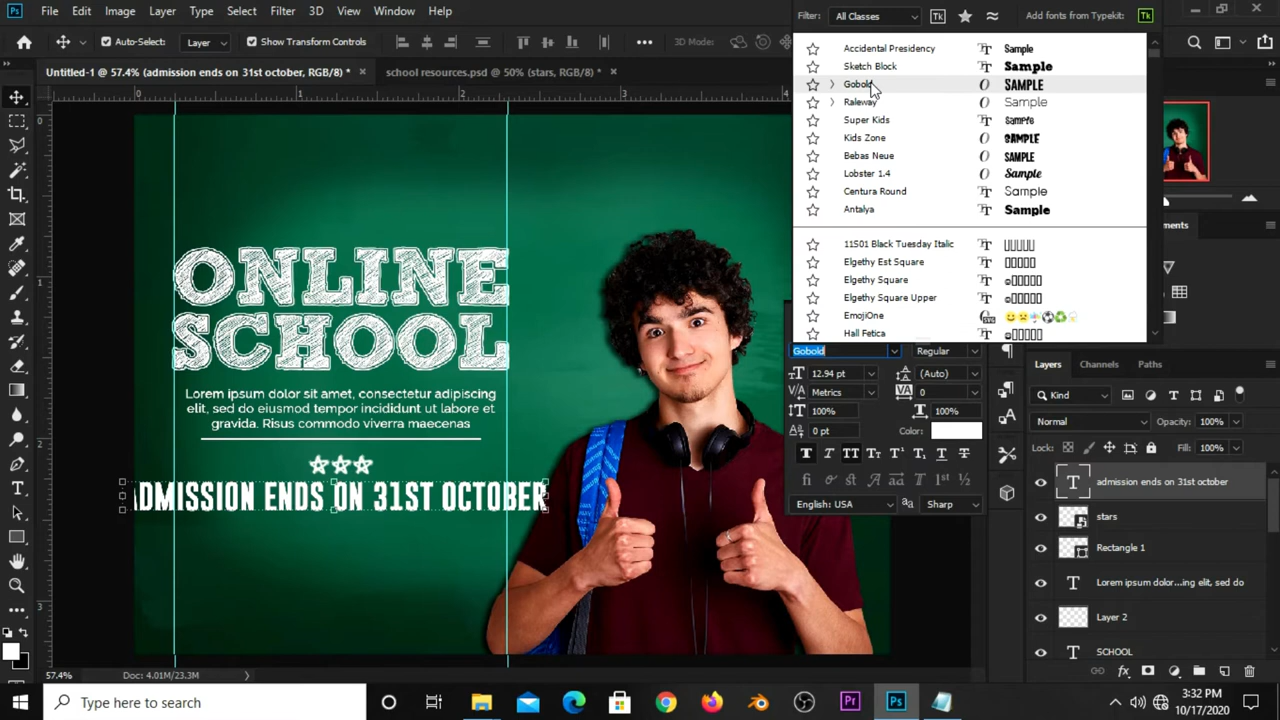 File Edit Image Layer Type Select Filter 3D View Window Help
Filter: All Classes Add fonts from Typekit:
Auto-Select: Layer Show Transform Controls 3D Mode:
Untitled-1 @ 57.4% (admission ends on 31st october, RGB/8) * school resources.psd @ 50% (stars, RGB/8) *
Accidental Presidency Sample
Sketch Block Sample
Gobold SAMPLE
Raleway Sample
Super Kids Sample
Kids Zone SAMPLE
Bebas Neue SAMPLE
Lobster 1.4 Sample
Centura Round Sample
Antalya Sample
11S01 Black Tuesday Italic
Elgethy Est Square
Elgethy Square
Elgethy Square Upper
EmojiOne
Hall Fetica
ONLINE
SCHOOL
Lorem ipsum dolor sit amet, consectetur adipiscing
elit, sed do eiusmod tempor incididunt ut labore et
gravida. Risus commodo viverra maecenas
ADMISSION ENDS ON 31ST OCTOBER
Gobold Regular
12.94 pt (Auto)
Metrics 0
100% 100%
0 pt Color:
English: USA Sharp
Layers Channels Paths
Kind
Normal Opacity: 100%
Lock: Fill: 100%
admission ends on 31st october
stars
Rectangle 1
Lorem ipsum dolor...ing elit, sed do
Layer 2
SCHOOL
57.4% Doc: 4.01M/23.3M
Type here to search
3:32 PM
10/17/2020